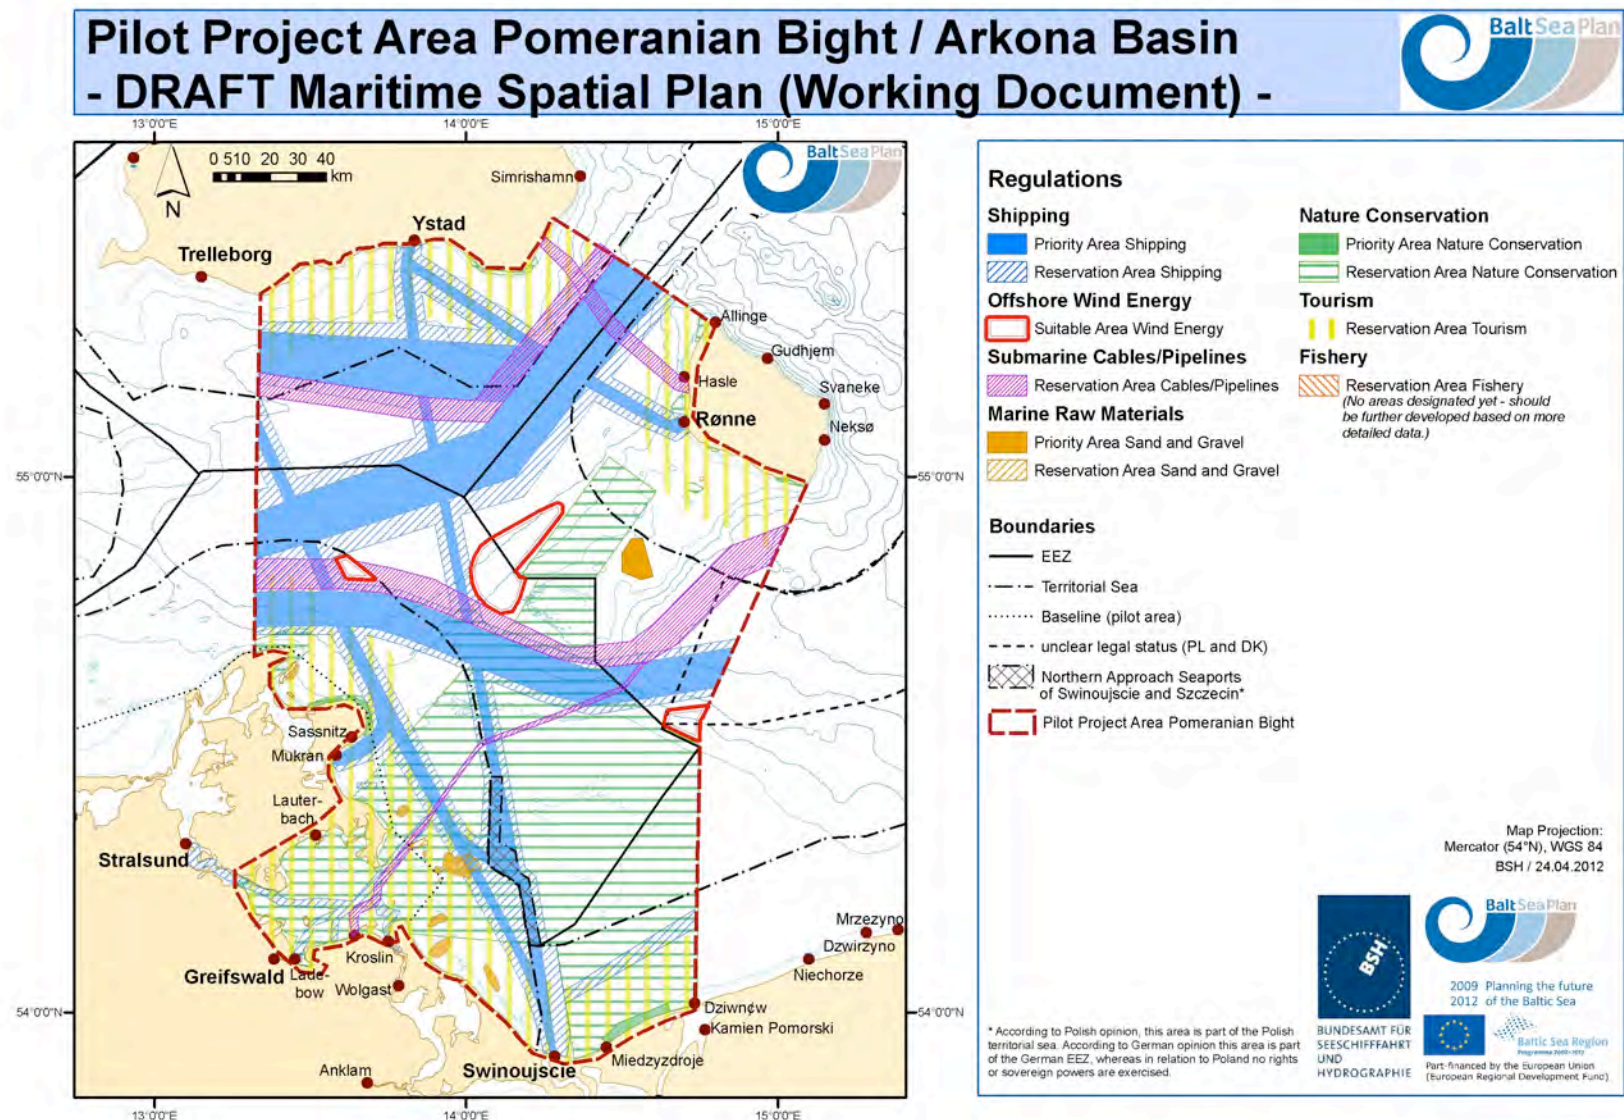 Pilot Project Area Pomeranian Bight / Arkona Basin
- DRAFT Maritime Spatial Plan (Working Document) -
BaltSeaPlan
13°0'0"E
14°0'0"E
15°0'0"E
0 510 20 30 40
km
N
BaltSeaPlan
Simrishamn
Ystad
Trelleborg
Allinge
Gudhjem
Hasle
Svaneke
Rønne
Neksø
55°0'0"N
55°0'0"N
Sassnitz
Mukran
Lauter-
bach
Stralsund
Mrzezyno
Dzwirzyno
Kroslin
Greifswald
Lade-
bow
Niechorze
Wolgast
54°0'0"N
54°0'0"N
Dziwnęw
Kamien Pomorski
Miedzyzdroje
Swinoujscie
Anklam
13°0'0"E
14°0'0"E
15°0'0"E
Regulations
Shipping
Priority Area Shipping
Reservation Area Shipping
Offshore Wind Energy
Suitable Area Wind Energy
Submarine Cables/Pipelines
Reservation Area Cables/Pipelines
Marine Raw Materials
Priority Area Sand and Gravel
Reservation Area Sand and Gravel
Nature Conservation
Priority Area Nature Conservation
Reservation Area Nature Conservation
Tourism
Reservation Area Tourism
Fishery
Reservation Area Fishery
(No areas designated yet - should
be further developed based on more
detailed data.)
Boundaries
EEZ
Territorial Sea
Baseline (pilot area)
unclear legal status (PL and DK)
Northern Approach Seaports
of Swinoujscie and Szczecin*
Pilot Project Area Pomeranian Bight
Map Projection:
Mercator (54°N), WGS 84
BSH / 24.04.2012
* According to Polish opinion, this area is part of the Polish
territorial sea. According to German opinion this area is part
of the German EEZ, whereas in relation to Poland no rights
or sovereign powers are exercised.
BSH
BUNDESAMT FÜR
SEESCHIFFFAHRT
UND
HYDROGRAPHIE
BaltSeaPlan
2009 Planning the future
2012 of the Baltic Sea
Baltic Sea Region
Programme 2007-2013
Part-financed by the European Union
(European Regional Development Fund)